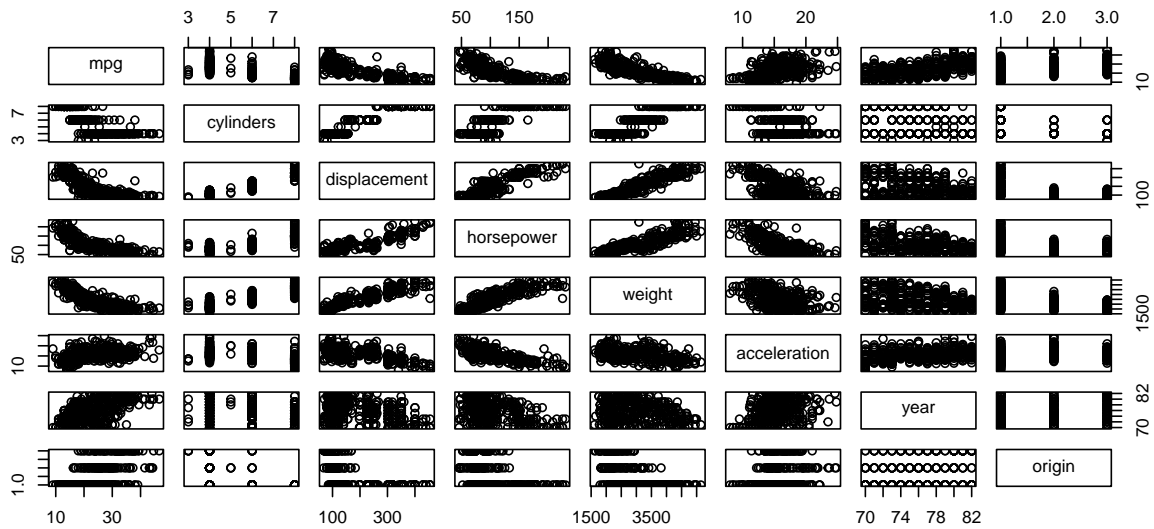 3 5 7 50 150 10 20 1.0 2.0 3.0
mpg 10
7 3 cylinders
displacement 100
50 horsepower
weight 1500
10 acceleration
year 82 70
1.0 origin
10 30 100 300 1500 3500 70 74 78 82